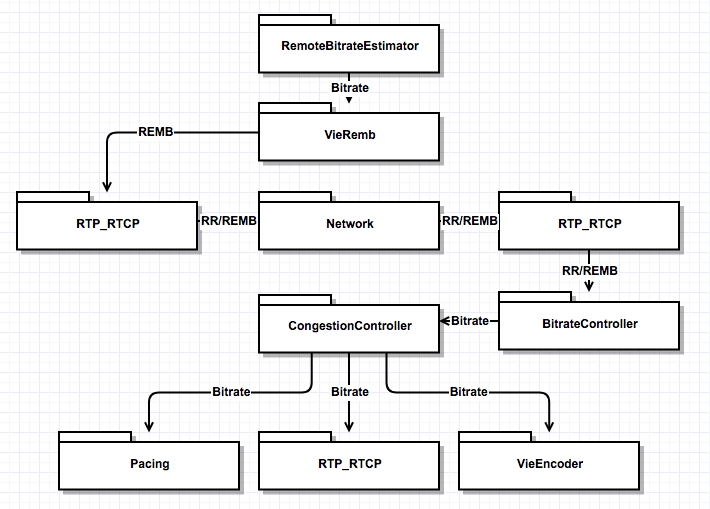 RemoteBitrateEstimator
Bitrate
VieRemb
REMB
RTP_RTCP
RR/REMB
Network
RR/REMB
RTP_RTCP
RR/REMB
CongestionController
Bitrate
BitrateController
Bitrate
Bitrate
Bitrate
Pacing
RTP_RTCP
VieEncoder